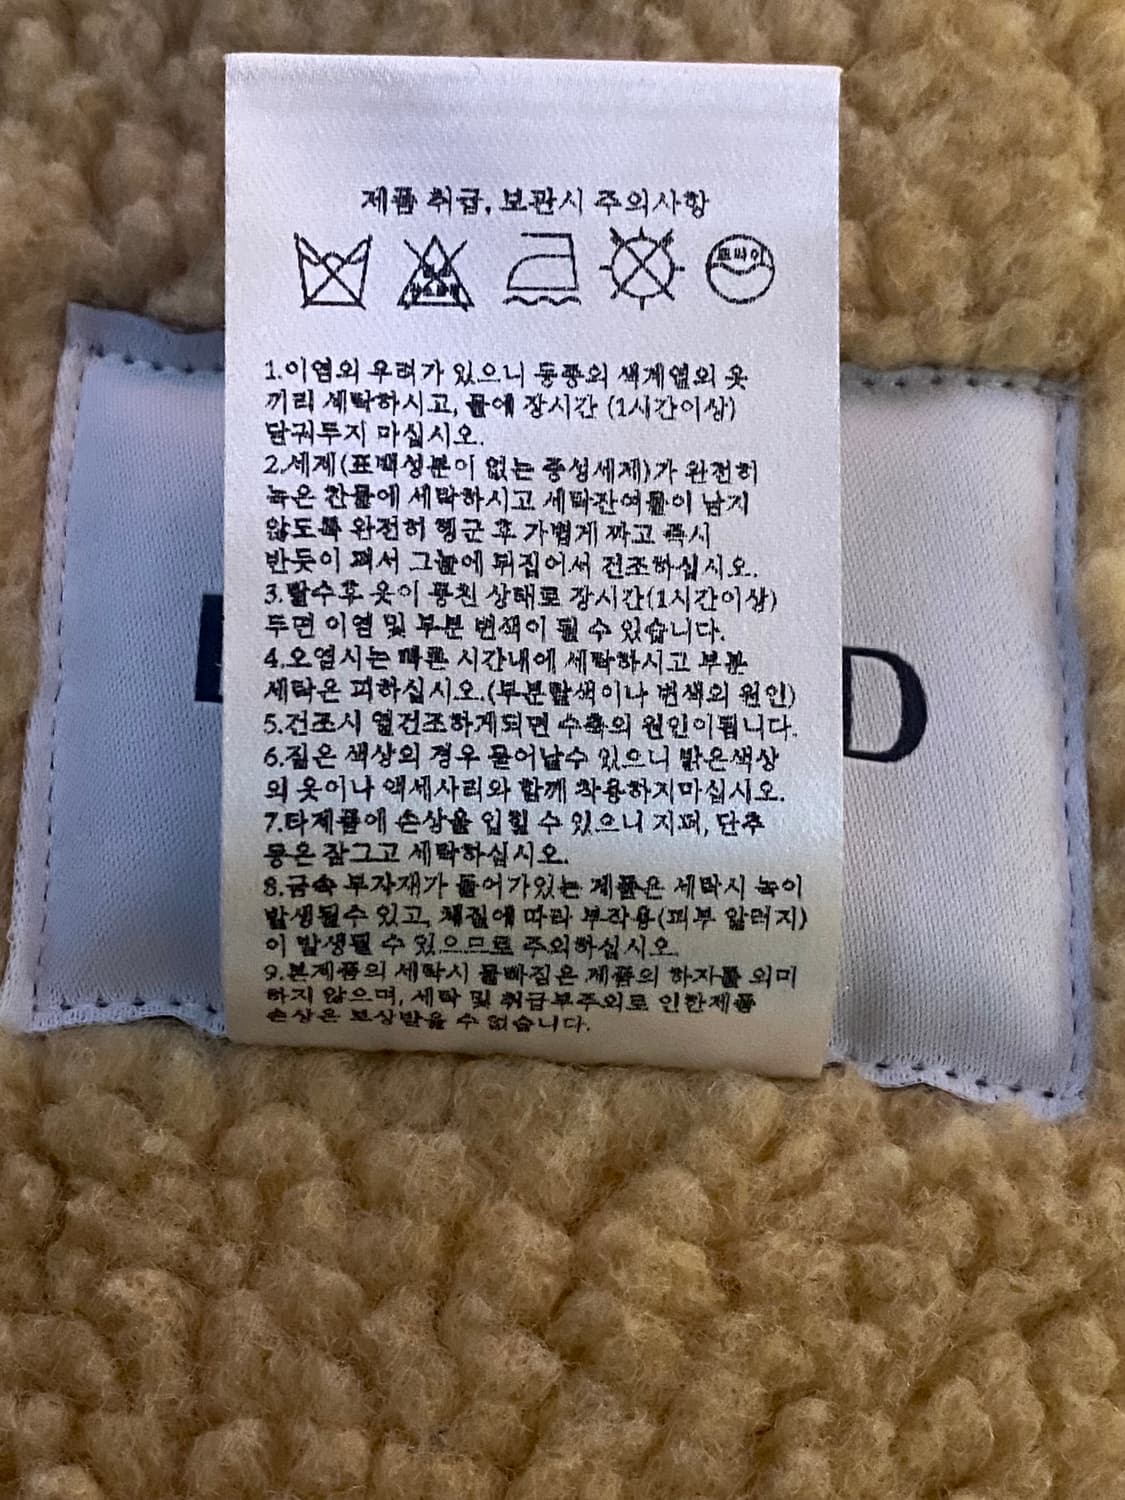 제품 취급, 보관시 주의사항
드라이
1.이염의 우려가 있으니 동종의 색계열의 옷
끼리 세탁하시고, 물에 장시간 (1시간이상)
담궈두지 마십시오.
2.세제(표백성분이 없는 중성세제)가 완전히
녹은 찬물에 세탁하시고 세탁잔여물이 남지
않도록 완전히 헹군 후 가볍게 짜고 즉시
반듯이 펴서 그늘에 뒤집어서 건조하십시오.
3.탈수후 옷이 뭉친 상태로 장시간(1시간이상)
두면 이염 및 부분 변색이 될 수 있습니다.
4.오염시는 빠른 시간내에 세탁하시고 부분
세탁은 피하십시오.(부분탈색이나 변색의 원인)
5.건조시 열건조하게되면 수축의 원인이됩니다.
6.짙은 색상의 경우 묻어날수 있으니 밝은색상
의 옷이나 액세사리와 함께 착용하지마십시오.
7.타제품에 손상을 입힐 수 있으니 지퍼, 단추
등은 잠그고 세탁하십시오.
8.금속 부자재가 들어가있는 제품은 세탁시 녹이
발생될수 있고, 체질에 따라 부작용(피부 알러지)
이 발생될 수 있으므로 주의하십시오.
9.본제품의 세탁시 물빠짐은 제품의 하자를 의미
하지 않으며, 세탁 및 취급부주의로 인한제품
손상은 보상받을 수 없습니다.
D